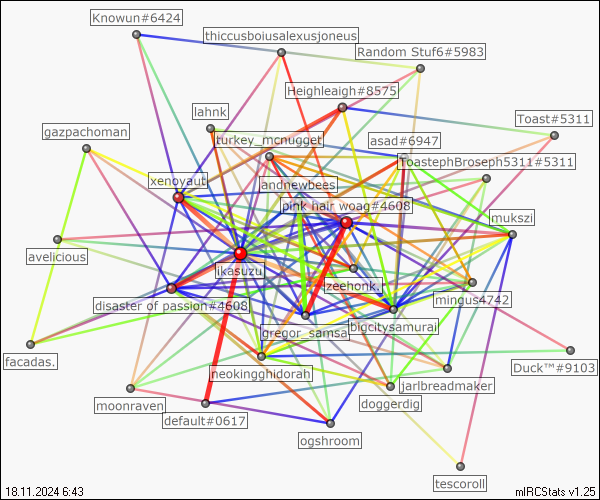 Knowun#6424
thiccusboiusalexusjoneus
Random Stuf6#5983
Heighleaigh#8575
lahnk
Toast#5311
gazpachoman
turkey_mcnugget
asad#6947
ToastephBroseph5311#5311
xenoyaut
andnewbees
pink hair woag#4608
mukszi
avelicious
ikasuzu
zeehonk.
disaster of passion#4608
mingus4742
gregor_samsa
bigcitysamurai
facadas.
neokingghidorah
Duck™#9103
jarlbreadmaker
moonraven
doggerdig
default#0617
ogshroom
tescoroll
18.11.2024 6:43
mIRCStats v1.25